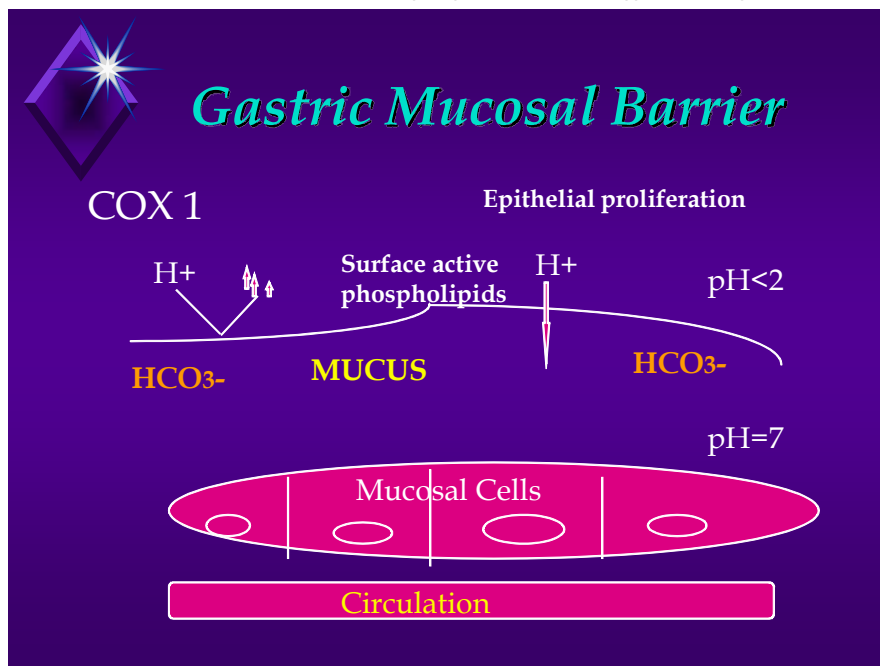 Gastric Mucosal Barrier
COX 1
Epithelial proliferation
H+
Surface active
phospholipids
H+
pH<2
HCO3-
MUCUS
HCO3-
pH=7
Mucosal Cells
Circulation